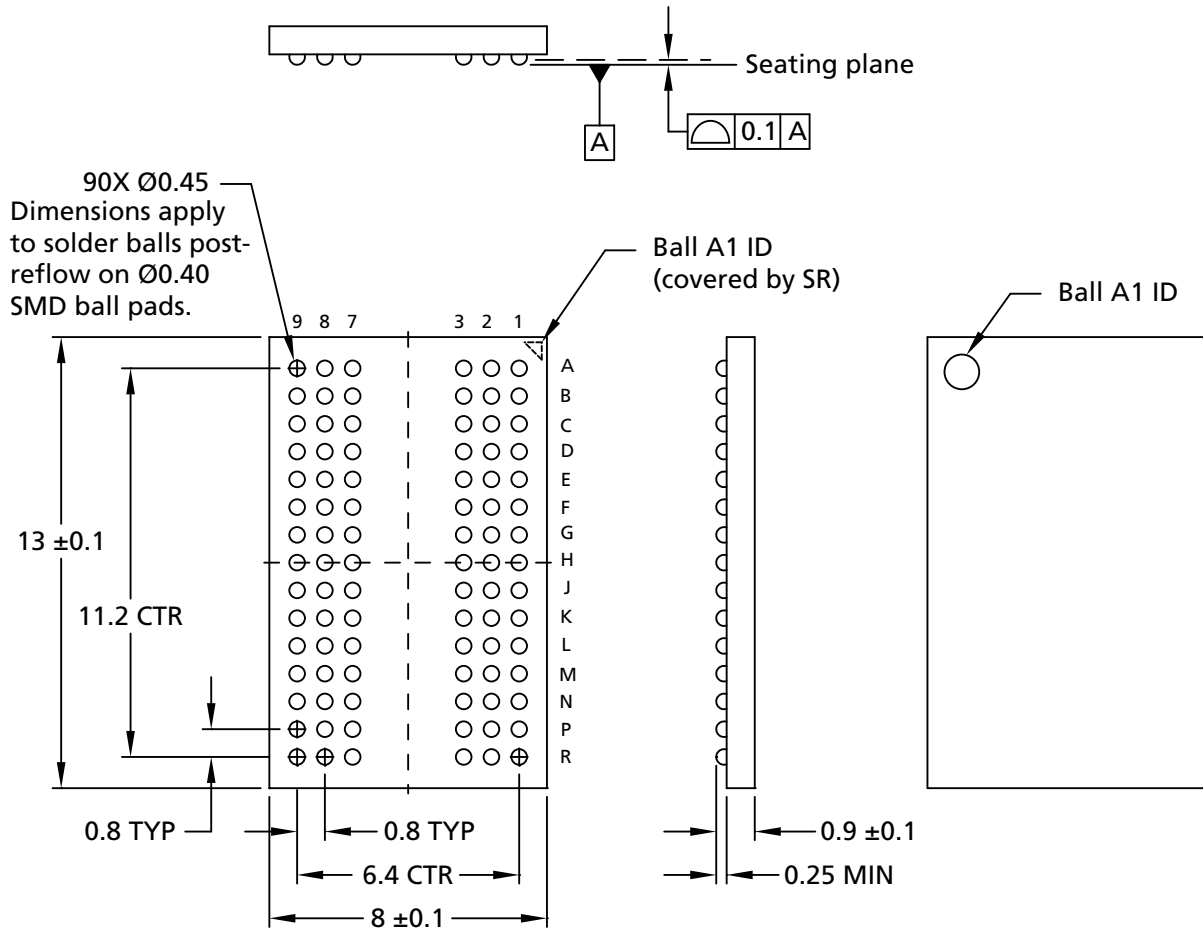 Seating plane
0.1 A
A
90X Ø0.45
Dimensions apply
to solder balls post-
reflow on Ø0.40
SMD ball pads.
Ball A1 ID
(covered by SR)
Ball A1 ID
9 8 7 3 2 1
A
B
C
D
E
F
G
H
J
K
L
M
N
P
R
13 ±0.1
11.2 CTR
0.8 TYP
0.8 TYP
6.4 CTR
8 ±0.1
0.9 ±0.1
0.25 MIN